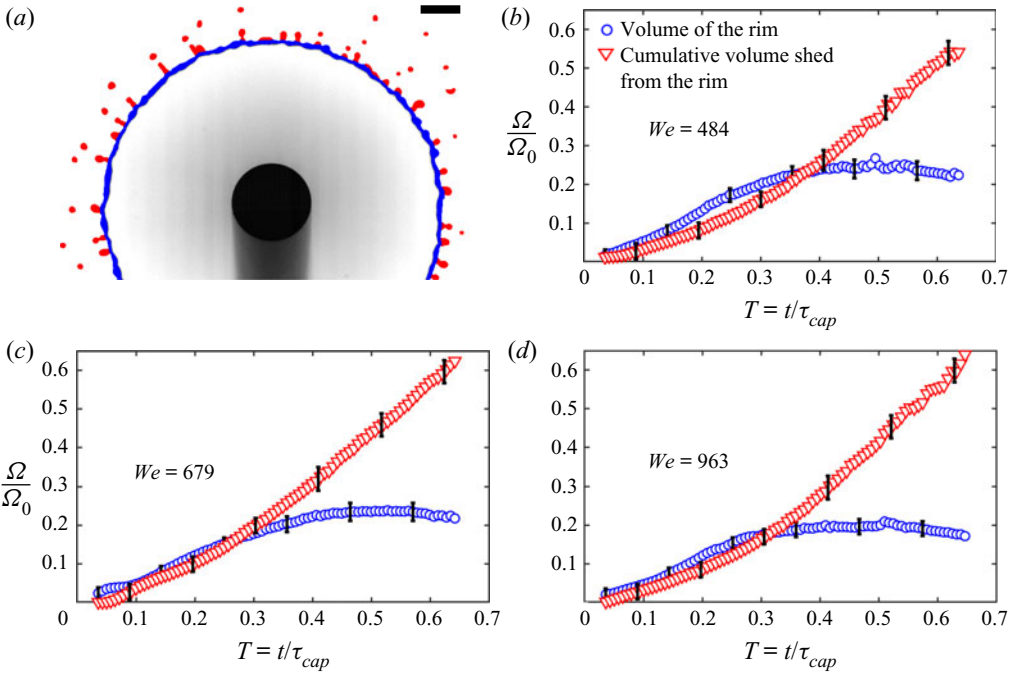 (a)
(b)
0.6
0.5
0.4
0.3
0.2
0.1
0
0.1
0.2
0.3
0.4
0.5
0.6
0.7
Ω
Ω0
Volume of the rim
Cumulative volume shed
from the rim
We = 484
T = t/τcap
(c)
0.6
0.5
0.4
0.3
0.2
0.1
0
0.1
0.2
0.3
0.4
0.5
0.6
0.7
Ω
Ω0
We = 679
T = t/τcap
(d)
0.6
0.5
0.4
0.3
0.2
0.1
0
0.1
0.2
0.3
0.4
0.5
0.6
0.7
We = 963
T = t/τcap